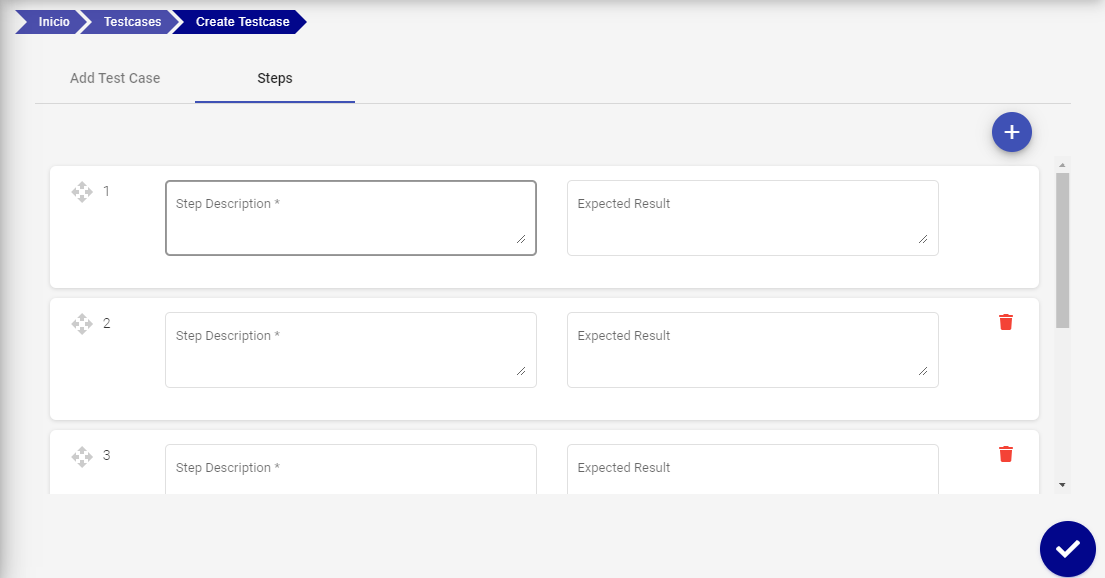 Inicio Testcases Create Testcase
Add Test Case Steps
1 Step Description * Expected Result
2 Step Description * Expected Result
3 Step Description * Expected Result